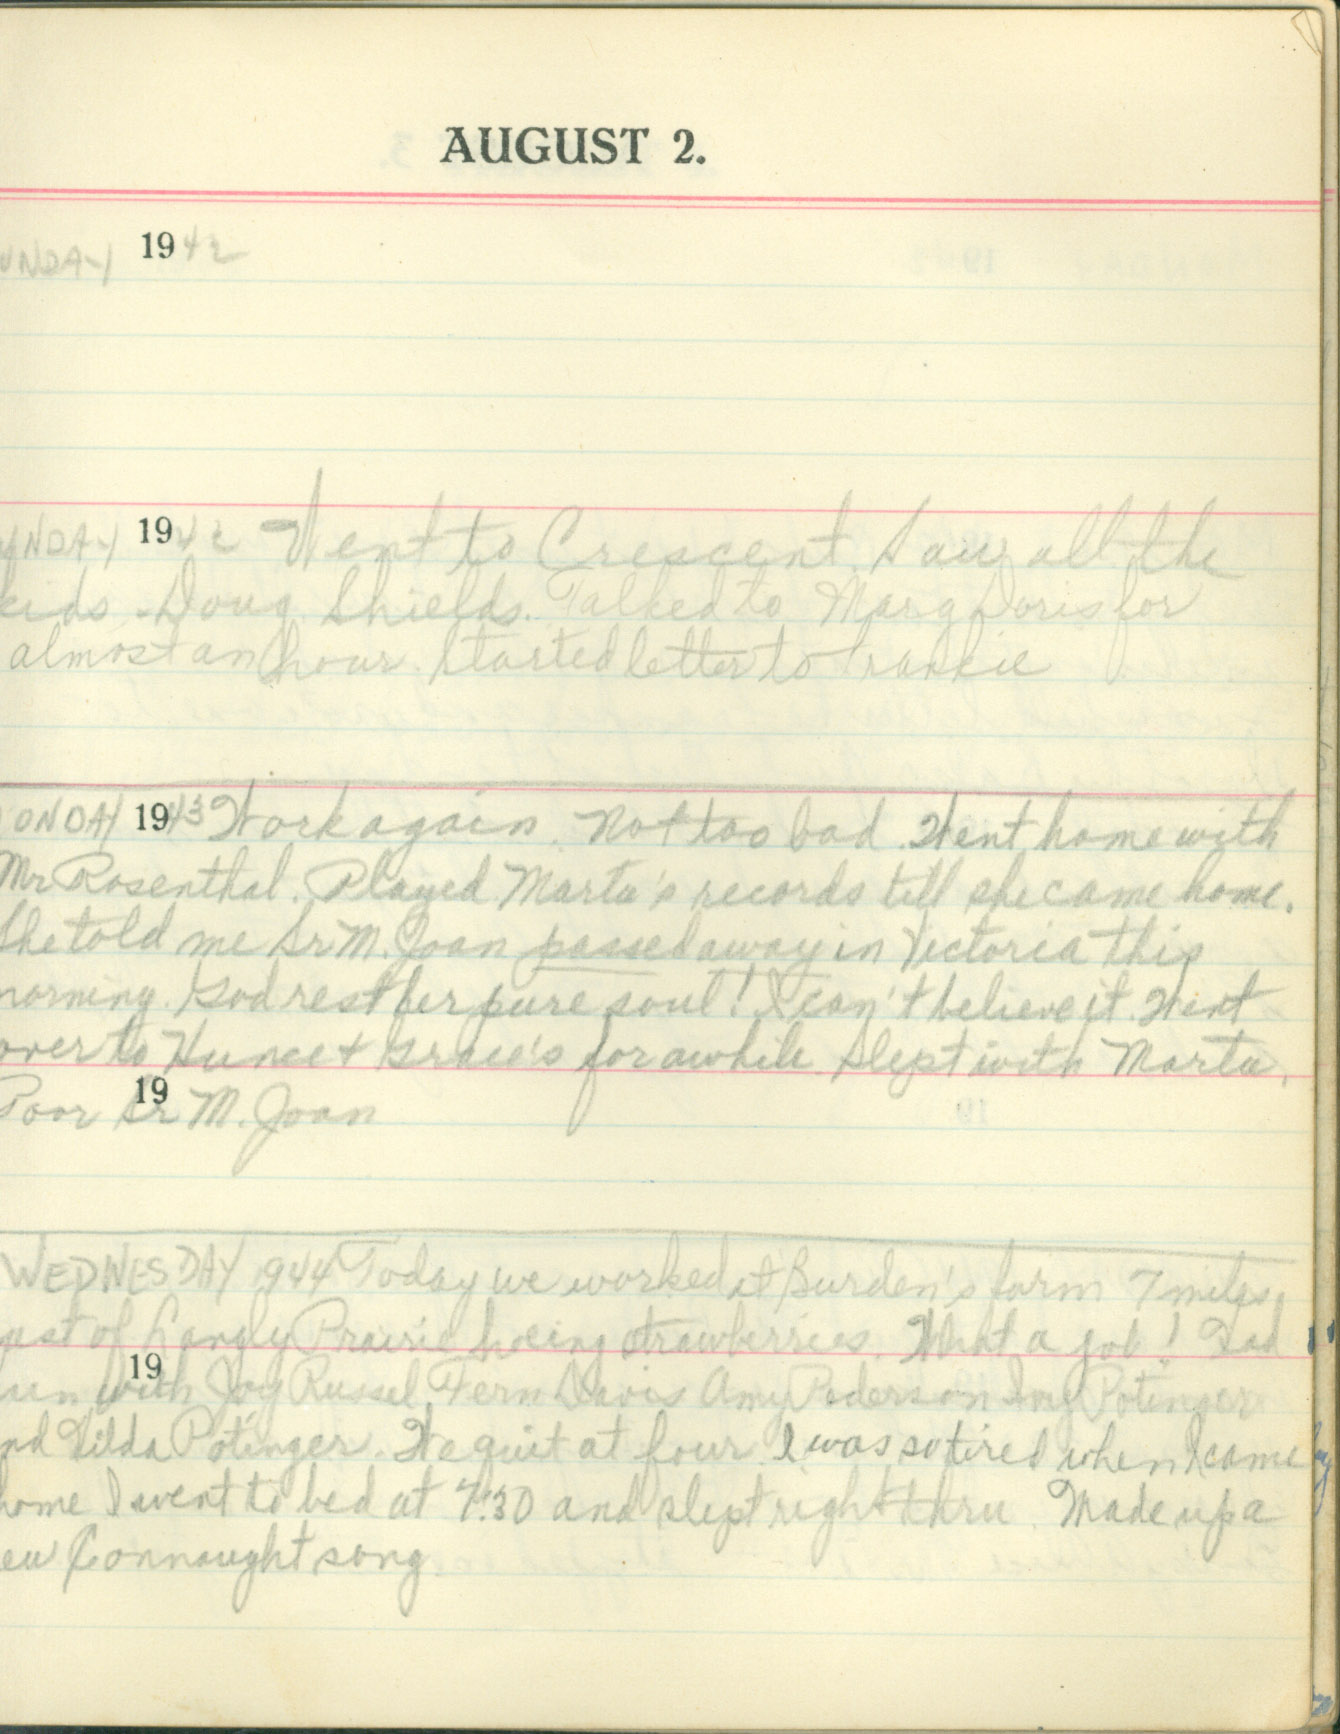 AUGUST 2.
UNDAY 1942
UNDAY 1942 Went to Crescent. Saw all the
kids. Doug Shields. Talked to Marg Doris for
almost an hour. Started letter to Frankie
ONDAY 1943 Work again. Not too bad. Went home with
Mr Rosenthal. Played Marta's records till she came home.
She told me Sr M. Joan passed away in Victoria this
morning. God rest her pure soul! I can't believe it. Went
over to Hunce & Grace's for awhile. Slept with Marta.
19
Poor Sr M. Joan
WEDNESDAY 1944 Today we worked at Burden's farm 7 miles
east of Langly Prairie hoeing strawberries. What a job! Had
19
un with Joy Russel, Fern Davis Amy Pederson Ing Potinger
nd Hilda Potinger. We quit at four. I was so tired when I came
home I went to bed at 7:30 and slept right thru. Made up a
ew Connaught song.